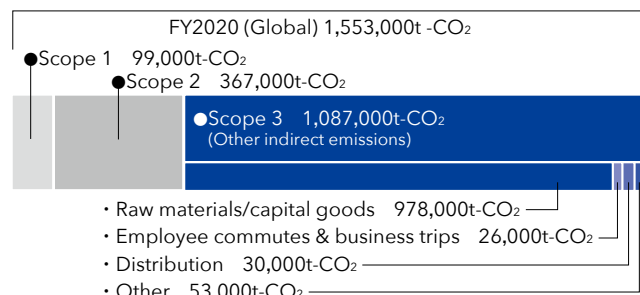 FY2020 (Global) 1,553,000t -CO₂
●Scope 1 99,000t-CO₂
●Scope 2 367,000t-CO₂
●Scope 3 1,087,000t-CO₂
(Other indirect emissions)
・Raw materials/capital goods 978,000t-CO₂
・Employee commutes & business trips 26,000t-CO₂
・Distribution 30,000t-CO₂
・Other 53,000t-CO₂